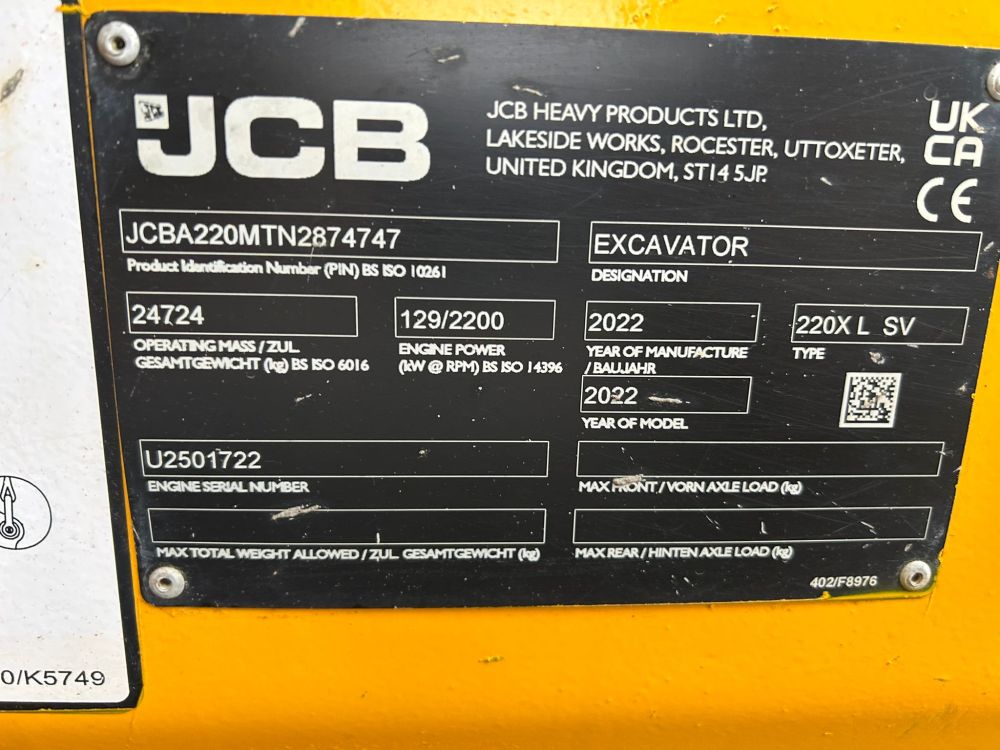 JCB
JCB HEAVY PRODUCTS LTD,
LAKESIDE WORKS, ROCESTER, UTTOXETER,
UNITED KINGDOM, ST14 5JP.
UK
CA
CE
JCBA220MTN2874747
Product Identification Number (PIN) BS ISO 10261
EXCAVATOR
DESIGNATION
24724
OPERATING MASS / ZUL.
GESAMTGEWICHT (kg) BS ISO 6016
129/2200
ENGINE POWER
(kW @ RPM) BS ISO 14396
2022
YEAR OF MANUFACTURE
/ BAUJAHR
220X L SV
TYPE
2022
YEAR OF MODEL
U2501722
ENGINE SERIAL NUMBER
MAX FRONT / VORN AXLE LOAD (kg)
MAX TOTAL WEIGHT ALLOWED / ZUL. GESAMTGEWICHT (kg)
MAX REAR / HINTEN AXLE LOAD (kg)
402/F8976
0/K5749